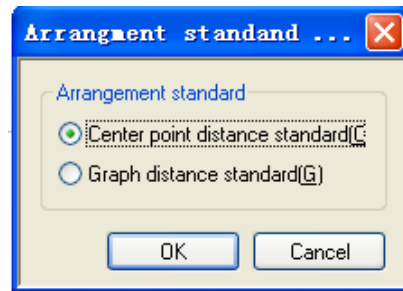 Arrangment standand ...
Arrangement standard
Center point distance standard(C
Graph distance standard(G)
OK Cancel